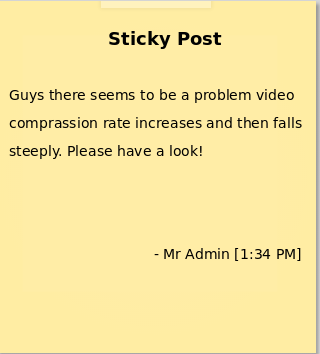 Sticky Post
Guys there seems to be a problem video
comprassion rate increases and then falls
steeply. Please have a look!
- Mr Admin [1:34 PM]